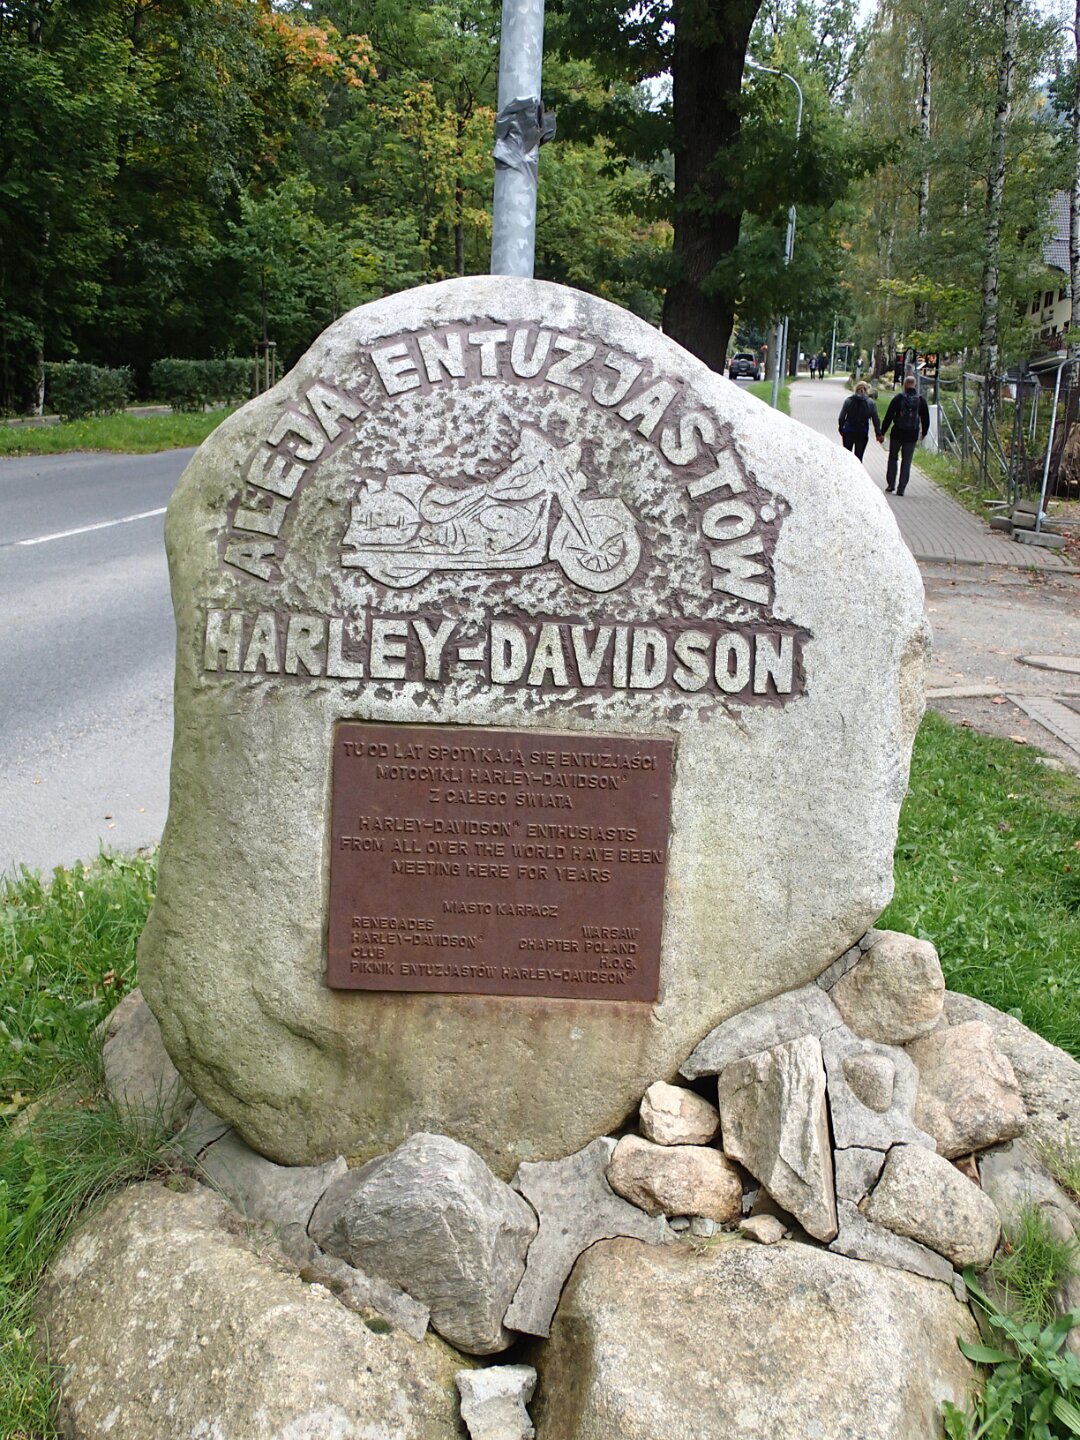 ALEJA ENTUZJASTÓW
HARLEY-DAVIDSON
TU OD LAT SPOTYKAJĄ SIĘ ENTUZJAŚCI
MOTOCYKLI HARLEY-DAVIDSON®
Z CAŁEGO ŚWIATA
HARLEY-DAVIDSON® ENTHUSIASTS
FROM ALL OVER THE WORLD HAVE BEEN
MEETING HERE FOR YEARS
MIASTO KARPACZ
RENEGADES
HARLEY-DAVIDSON®
CLUB
WARSAW
CHAPTER POLAND
H.O.G.
PIKNIK ENTUZJASTÓW HARLEY-DAVIDSON®